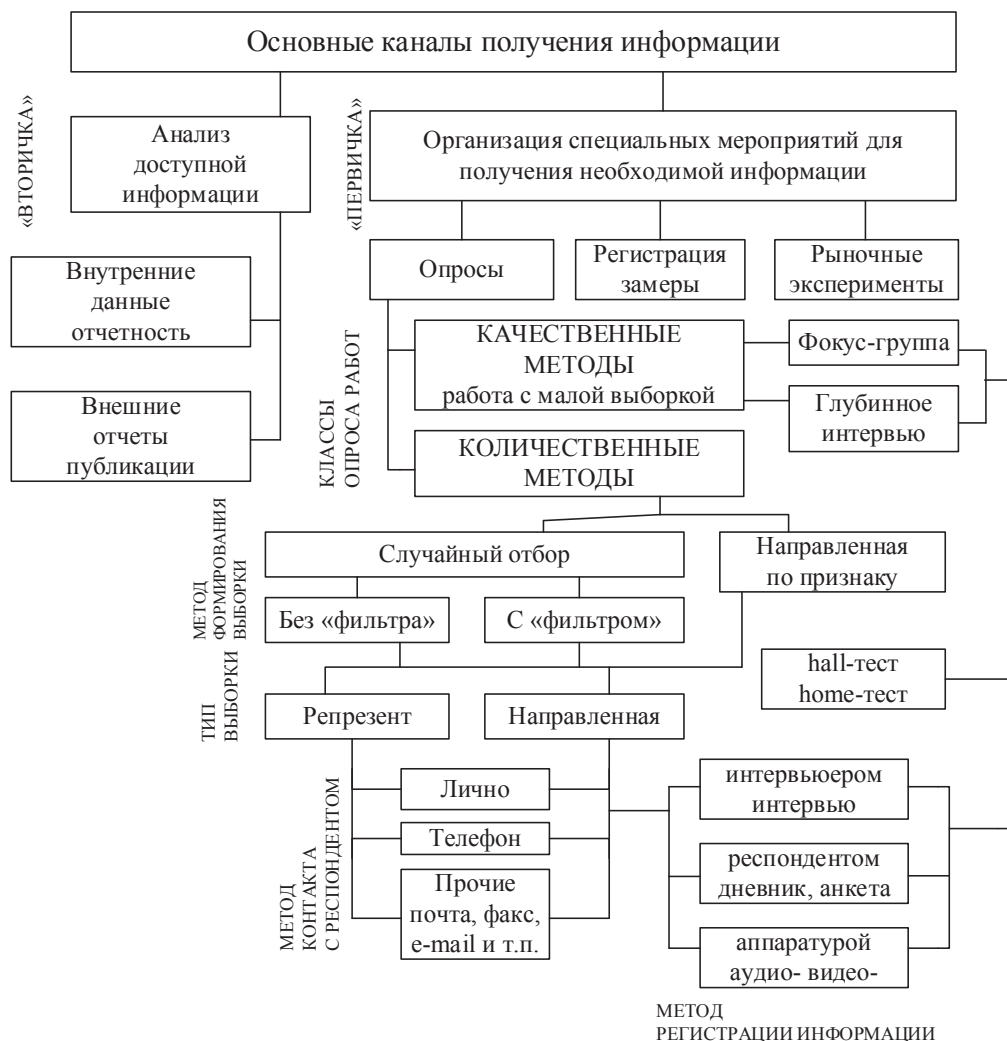 Основные каналы получения информации
«ВТОРИЧКА»
Анализ
доступной
информации
«ПЕРВИЧКА»
Организация специальных мероприятий для
получения необходимой информации
Внутренние
данные
отчетность
Внешние
отчеты
публикации
Опросы
Регистрация
замеры
Рыночные
эксперименты
КЛАССЫ
ОПРОСА РАБОТ
КАЧЕСТВЕННЫЕ
МЕТОДЫ
работа с малой выборкой
Фокус-группа
Глубинное
интервью
КОЛИЧЕСТВЕННЫЕ
МЕТОДЫ
МЕТОД
ФОРМИРОВАНИЯ
ВЫБОРКИ
Случайный отбор
Направленная
по признаку
Без «фильтра»
С «фильтром»
ТИП
ВЫБОРКИ
Репрезент
Направленная
hall-тест
home-тест
МЕТОД
КОНТАКТА
С РЕСПОНДЕНТОМ
Лично
Телефон
Прочие
почта, факс,
e-mail и т.п.
интервьюером
интервью
респондентом
дневник, анкета
аппаратурой
аудио- видео-
МЕТОД
РЕГИСТРАЦИИ ИНФОРМАЦИИ